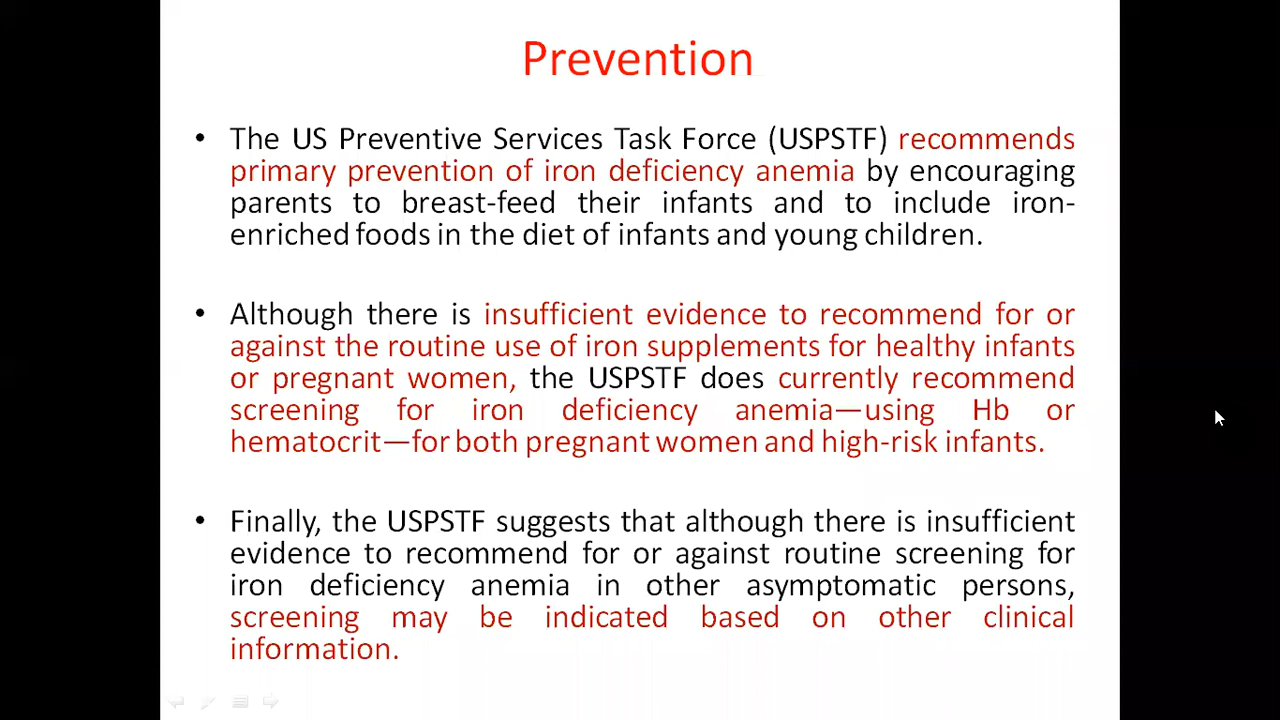 Prevention
• The US Preventive Services Task Force (USPSTF) recommends
primary prevention of iron deficiency anemia by encouraging
parents to breast-feed their infants and to include iron-
enriched foods in the diet of infants and young children.
• Although there is insufficient evidence to recommend for or
against the routine use of iron supplements for healthy infants
or pregnant women, the USPSTF does currently recommend
screening for iron deficiency anemia—using Hb or
hematocrit—for both pregnant women and high-risk infants.
• Finally, the USPSTF suggests that although there is insufficient
evidence to recommend for or against routine screening for
iron deficiency anemia in other asymptomatic persons,
screening may be indicated based on other clinical
information.